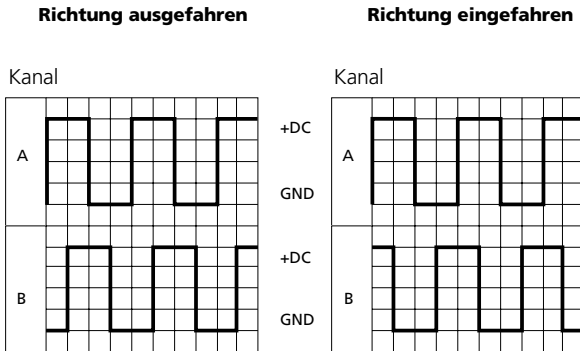 Richtung ausgefahren
Richtung eingefahren
Kanal
Kanal
A
+DC
A
GND
B
+DC
B
GND